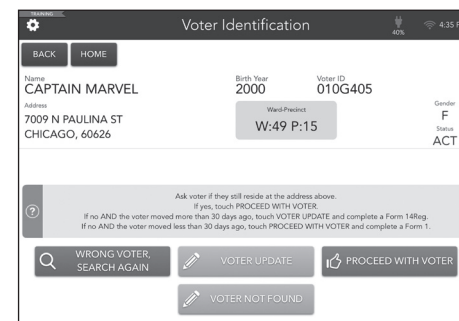 TRAINING
Voter Identification
40%
4:35 P
BACK HOME
Name
CAPTAIN MARVEL
Birth Year
2000
Voter ID
010G405
Address
7009 N PAULINA ST
CHICAGO, 60626
Ward-Precinct
W:49 P:15
Gender
F
Status
ACT
?
Ask voter if they still reside at the address above.
If yes, touch PROCEED WITH VOTER.
If no AND the voter moved more than 30 days ago, touch VOTER UPDATE and complete a Form 14Reg.
If no AND the voter moved less than 30 days ago, touch PROCEED WITH VOTER and complete a Form 1.
WRONG VOTER,
SEARCH AGAIN
VOTER UPDATE
PROCEED WITH VOTER
VOTER NOT FOUND